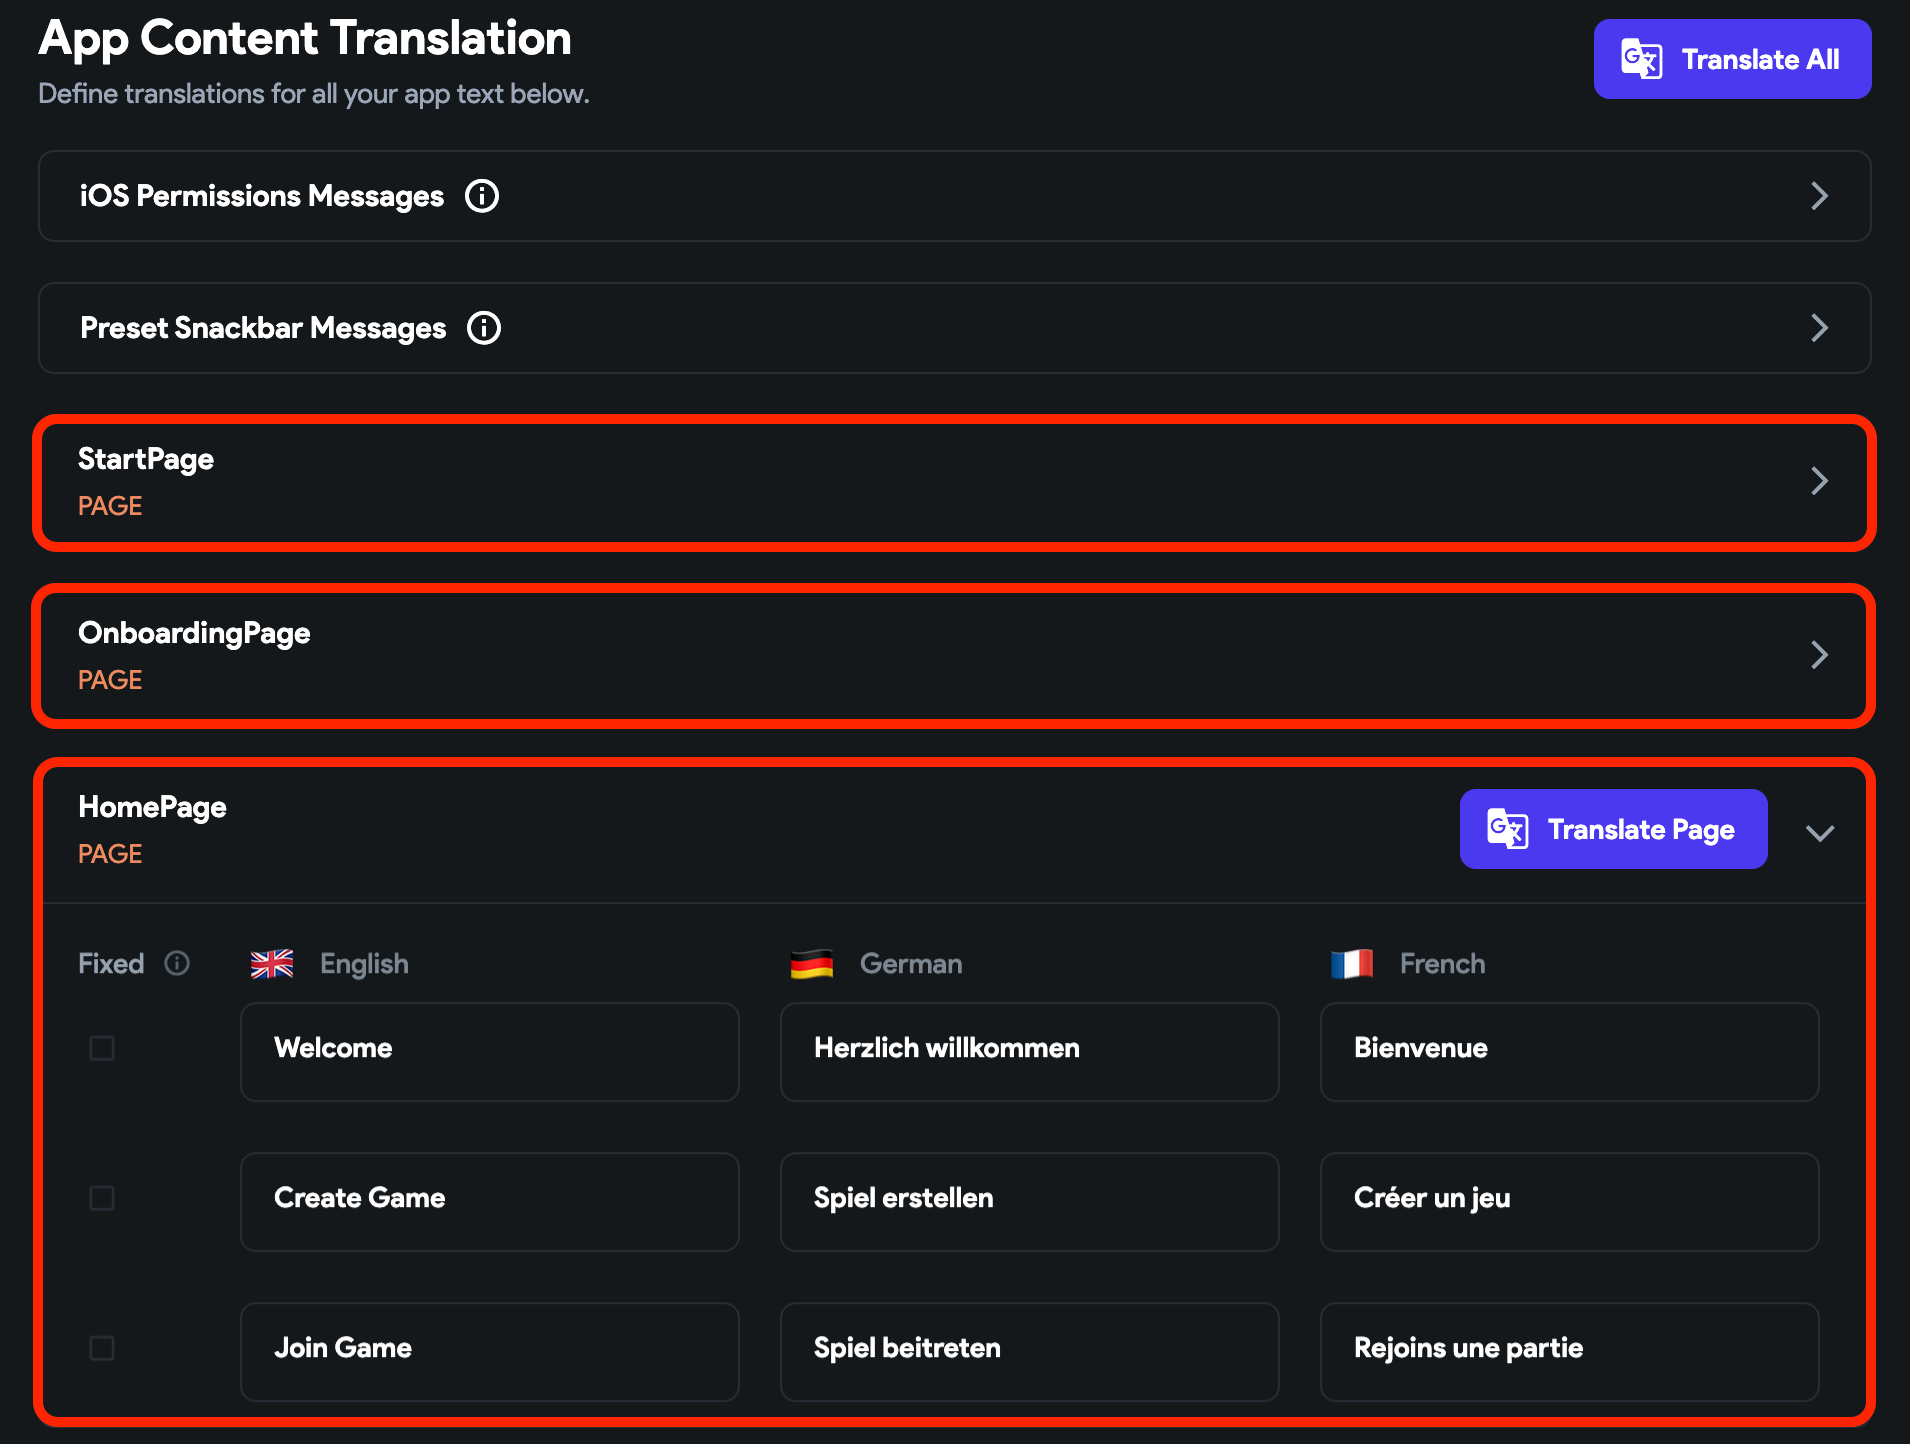 App Content Translation
Translate All
Define translations for all your app text below.
iOS Permissions Messages
Preset Snackbar Messages
StartPage
PAGE
OnboardingPage
PAGE
HomePage
PAGE
Translate Page
Fixed English German French
Welcome Herzlich willkommen Bienvenue
Create Game Spiel erstellen Créer un jeu
Join Game Spiel beitreten Rejoins une partie